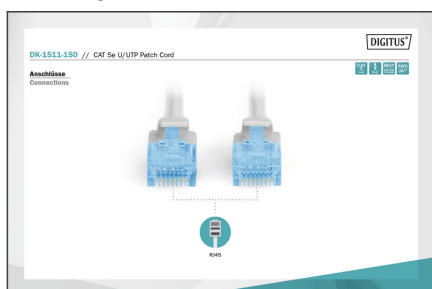 DIGITUS®
DK-1511-150 // CAT 5e U/UTP Patch Cord
Anschlüsse
Connections
RJ45